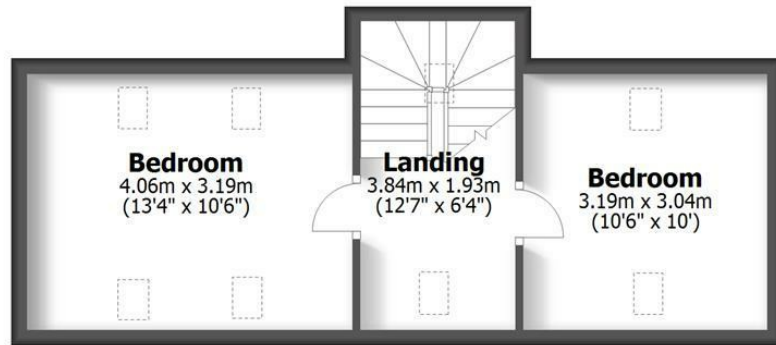 Bedroom
4.06m x 3.19m
(13'4" x 10'6")
Landing
3.84m x 1.93m
(12'7" x 6'4")
Bedroom
3.19m x 3.04m
(10'6" x 10')